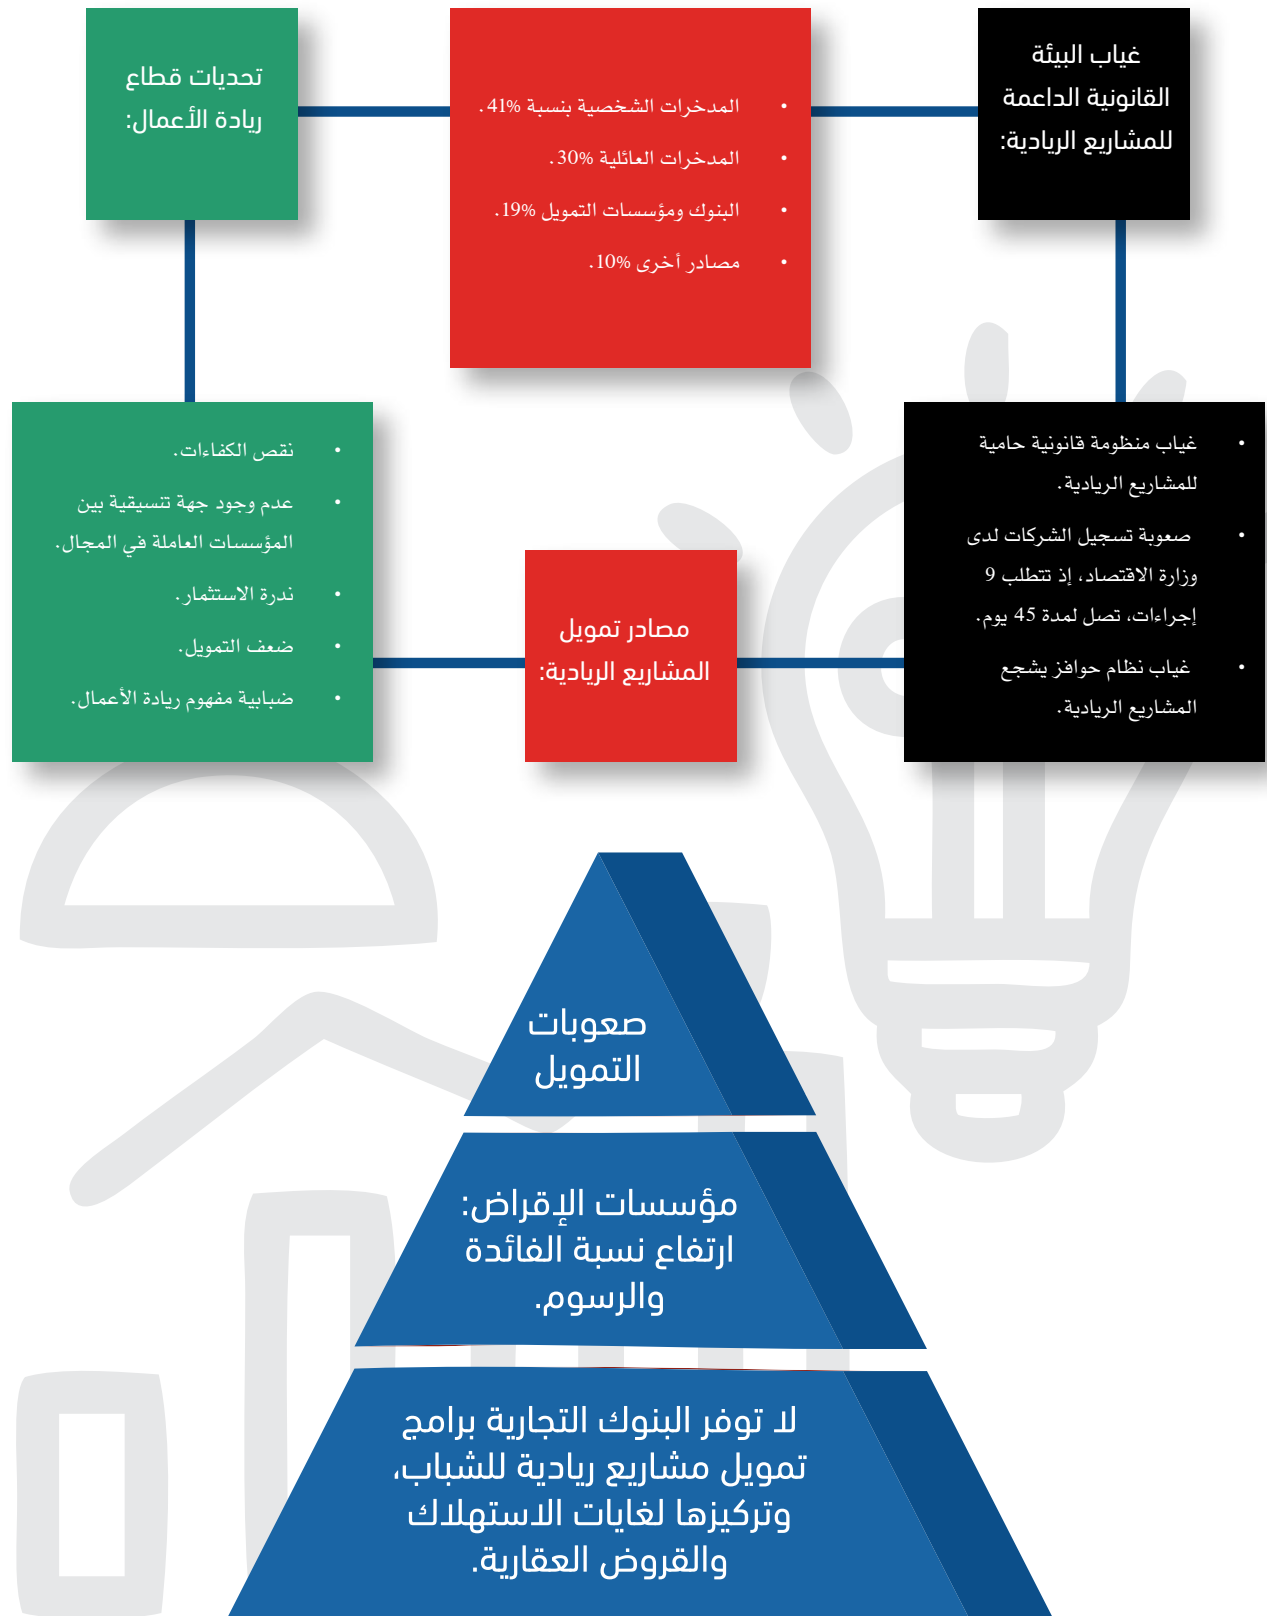 غياب البيئة
القانونية الداعمة
للمشاريع الريادية:
• المدخرات الشخصية بنسبة 41%.
• المدخرات العائلية 30%.
• البنوك ومؤسسات التمويل 19%.
• مصادر أخرى 10%.
تحديات قطاع
ريادة الأعمال:
• غياب منظومة قانونية حامية
للمشاريع الريادية.
• صعوبة تسجيل الشركات لدى
وزارة الاقتصاد، إذ تتطلب 9
إجراءات، تصل لمدة 45 يوم.
• غياب نظام حوافز يشجع
المشاريع الريادية.
مصادر تمويل
المشاريع الريادية:
• نقص الكفاءات.
• عدم وجود جهة تنسيقية بين
المؤسسات العاملة في المجال.
• ندرة الاستثمار.
• ضعف التمويل.
• ضبابية مفهوم ريادة الأعمال.
صعوبات
التمويل
مؤسسات الإقراض:
ارتفاع نسبة الفائدة
والرسوم.
لا توفر البنوك التجارية برامج
تمويل مشاريع ريادية للشباب،
وتركيزها لغايات الاستهلاك
والقروض العقارية.